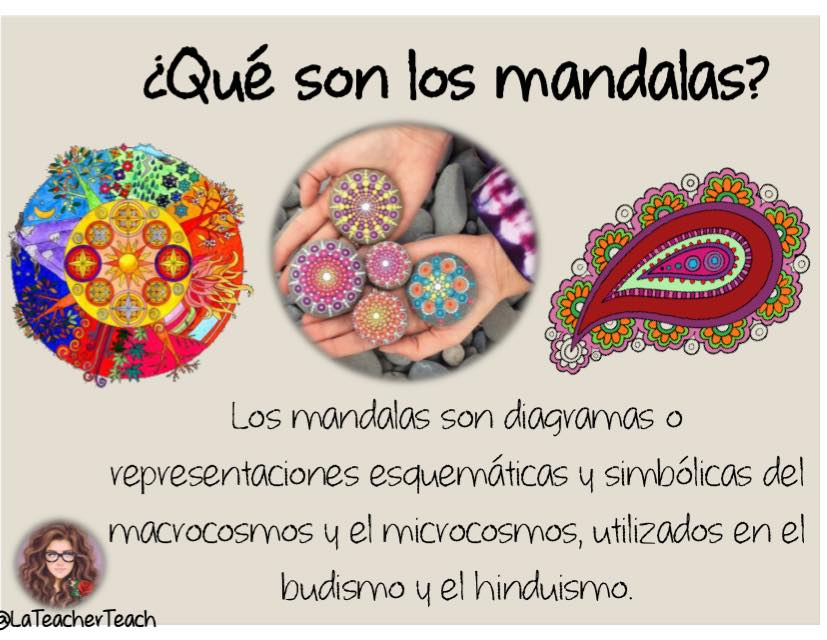 ¿Qué son los mandalas?
Los mandalas son diagramas o
representaciones esquemáticas y simbólicas del
macrocosmos y el microcosmos, utilizados en el
budismo y el hinduismo.
@LaTeacherTeach